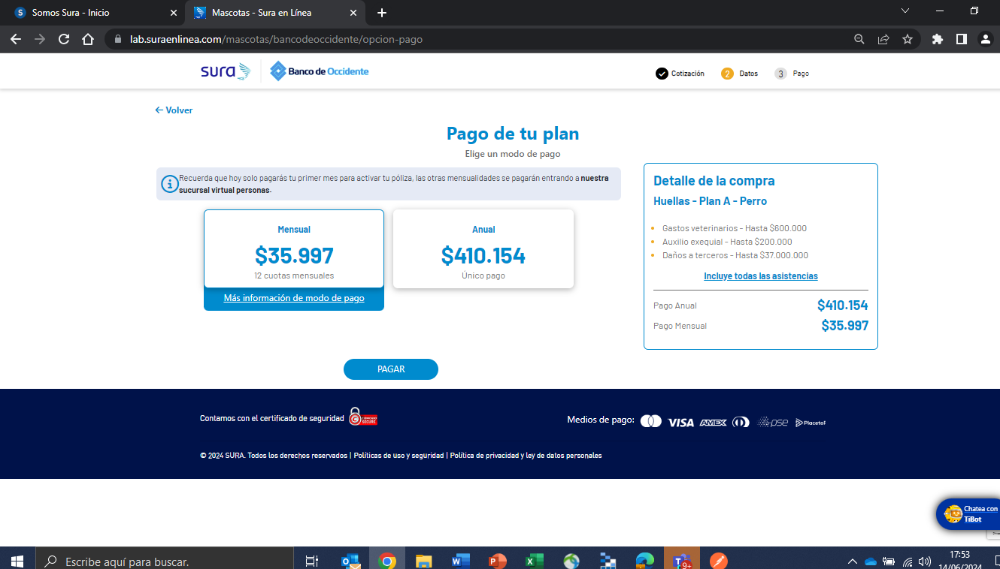 Somos Sura - Inicio
Mascotas - Sura en Línea
lab.suraenlinea.com/mascotas/bancodeoccidente/opcion-pago
sura
Banco de Occidente
Cotización
2 Datos
3 Pago
← Volver
Pago de tu plan
Elige un modo de pago
Recuerda que hoy solo pagarás tu primer mes para activar tu póliza, las otras mensualidades se pagarán entrando a nuestra
sucursal virtual personas.
Mensual
$35.997
12 cuotas mensuales
Más información de modo de pago
Anual
$410.154
Único pago
PAGAR
Detalle de la compra
Huellas - Plan A - Perro
Gastos veterinarios - Hasta $600.000
Auxilio exequial - Hasta $200.000
Daños a terceros - Hasta $37.000.000
Incluye todas las asistencias
Pago Anual $410.154
Pago Mensual $35.997
Contamos con el certificado de seguridad
COMODO
SECURE
Medios de pago: VISA AMEX pse Placetop
© 2024 SURA. Todos los derechos reservados | Políticas de uso y seguridad | Política de privacidad y ley de datos personales
Chatea con
TiBot
Escribe aquí para buscar.
9+
17:53
14/06/2024